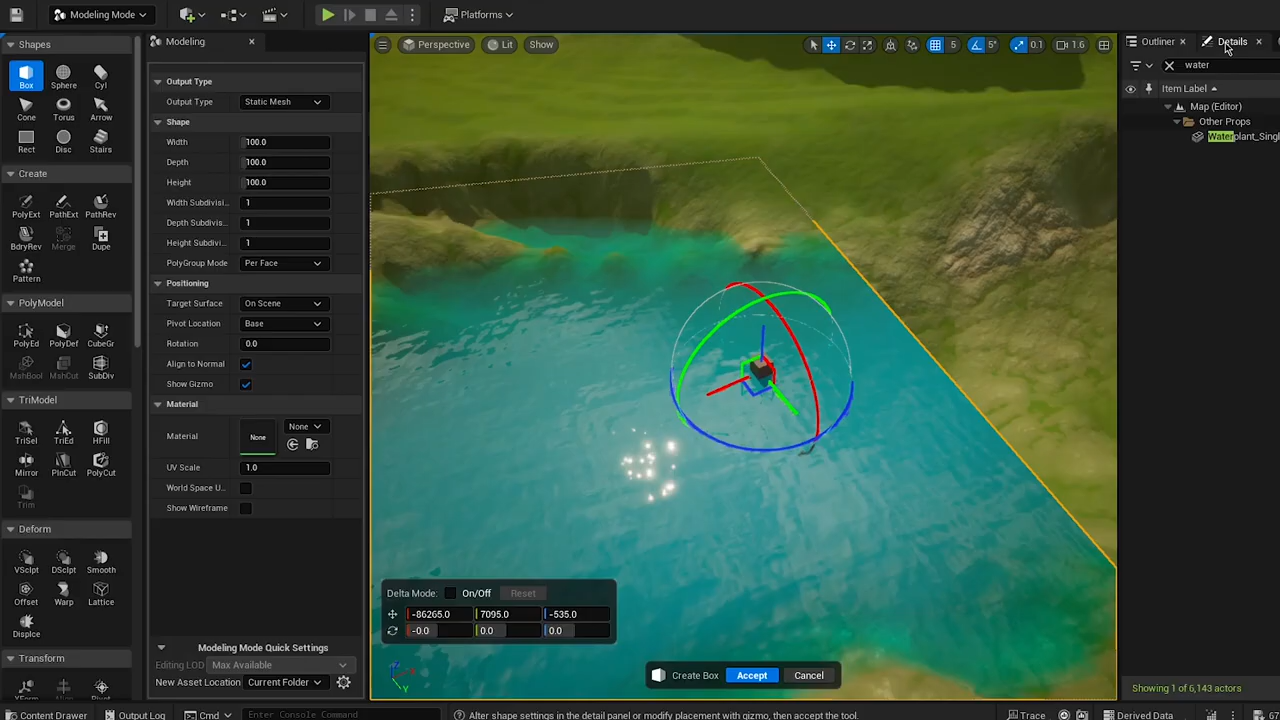 Modeling Mode
Platforms
Shapes
Box
Sphere
Cyl
Cone
Torus
Arrow
Rect
Disc
Stairs
Create
PolyExt
PathExt
PathRev
BdryRev
Merge
Dupe
Pattern
PolyModel
PolyEd
PolyDef
CubeGr
MshBool
MshCut
SubDiv
TriModel
TriSel
TriEd
HFill
Mirror
PlnCut
PolyCut
Trim
Deform
VSclpt
DSclpt
Smooth
Offset
Warp
Lattice
Displce
Transform
XForm
Align
Pivot
Modeling
Output Type
Output Type
Static Mesh
Shape
Width
100.0
Depth
100.0
Height
100.0
Width Subdivisi
1
Depth Subdivis
1
Height Subdivi
1
PolyGroup Mode
Per Face
Positioning
Target Surface
On Scene
Pivot Location
Base
Rotation
0.0
Align to Normal
Show Gizmo
Material
Material
None
None
UV Scale
1.0
World Space U
Show Wireframe
Modeling Mode Quick Settings
Editing LOD
Max Available
New Asset Location
Current Folder
Perspective
Lit
Show
5
5°
0.1
1.6
Delta Mode:
On/Off
Reset
-86265.0
7095.0
-535.0
-0.0
0.0
0.0
Create Box
Accept
Cancel
Outliner
Details
water
Item Label
Map (Editor)
Other Props
Waterplant_Singl
Showing 1 of 6,143 actors
Content Drawer
Output Log
Cmd
Enter Console Command
After shape settings in the detail panel or modify placement with gizmo, then accept the tool.
Trace
Derived Data
67